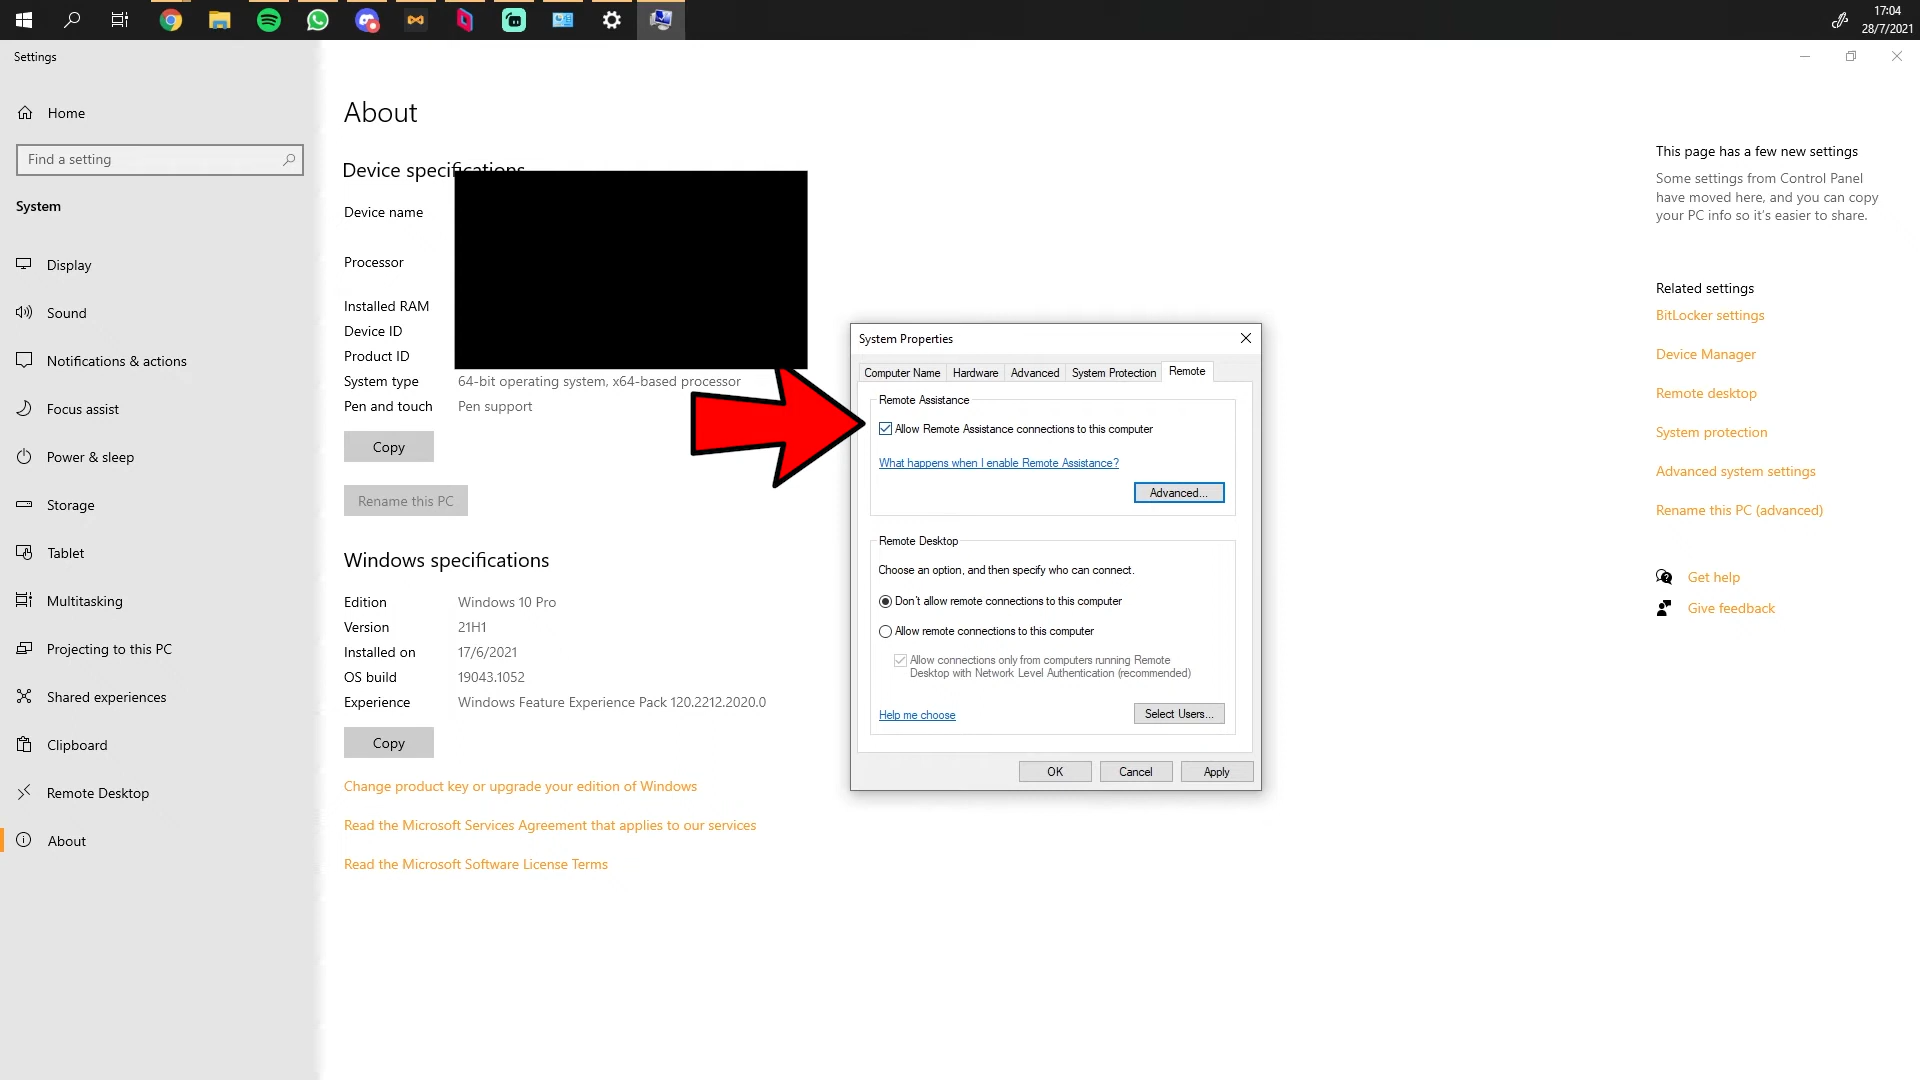 17:04
28/7/2021
Settings
Home
Find a setting
System
Display
Sound
Notifications & actions
Focus assist
Power & sleep
Storage
Tablet
Multitasking
Projecting to this PC
Shared experiences
Clipboard
Remote Desktop
About
About
Device specifications
Device name
Processor
Installed RAM
Device ID
Product ID
System type 64-bit operating system, x64-based processor
Pen and touch Pen support
Copy
Rename this PC
Windows specifications
Edition Windows 10 Pro
Version 21H1
Installed on 17/6/2021
OS build 19043.1052
Experience Windows Feature Experience Pack 120.2212.2020.0
Copy
Change product key or upgrade your edition of Windows
Read the Microsoft Services Agreement that applies to our services
Read the Microsoft Software License Terms
System Properties
Computer Name Hardware Advanced System Protection Remote
Remote Assistance
Allow Remote Assistance connections to this computer
What happens when I enable Remote Assistance?
Advanced...
Remote Desktop
Choose an option, and then specify who can connect.
Don't allow remote connections to this computer
Allow remote connections to this computer
Allow connections only from computers running Remote
Desktop with Network Level Authentication (recommended)
Help me choose Select Users...
OK Cancel Apply
This page has a few new settings
Some settings from Control Panel
have moved here, and you can copy
your PC info so it's easier to share.
Related settings
BitLocker settings
Device Manager
Remote desktop
System protection
Advanced system settings
Rename this PC (advanced)
Get help
Give feedback